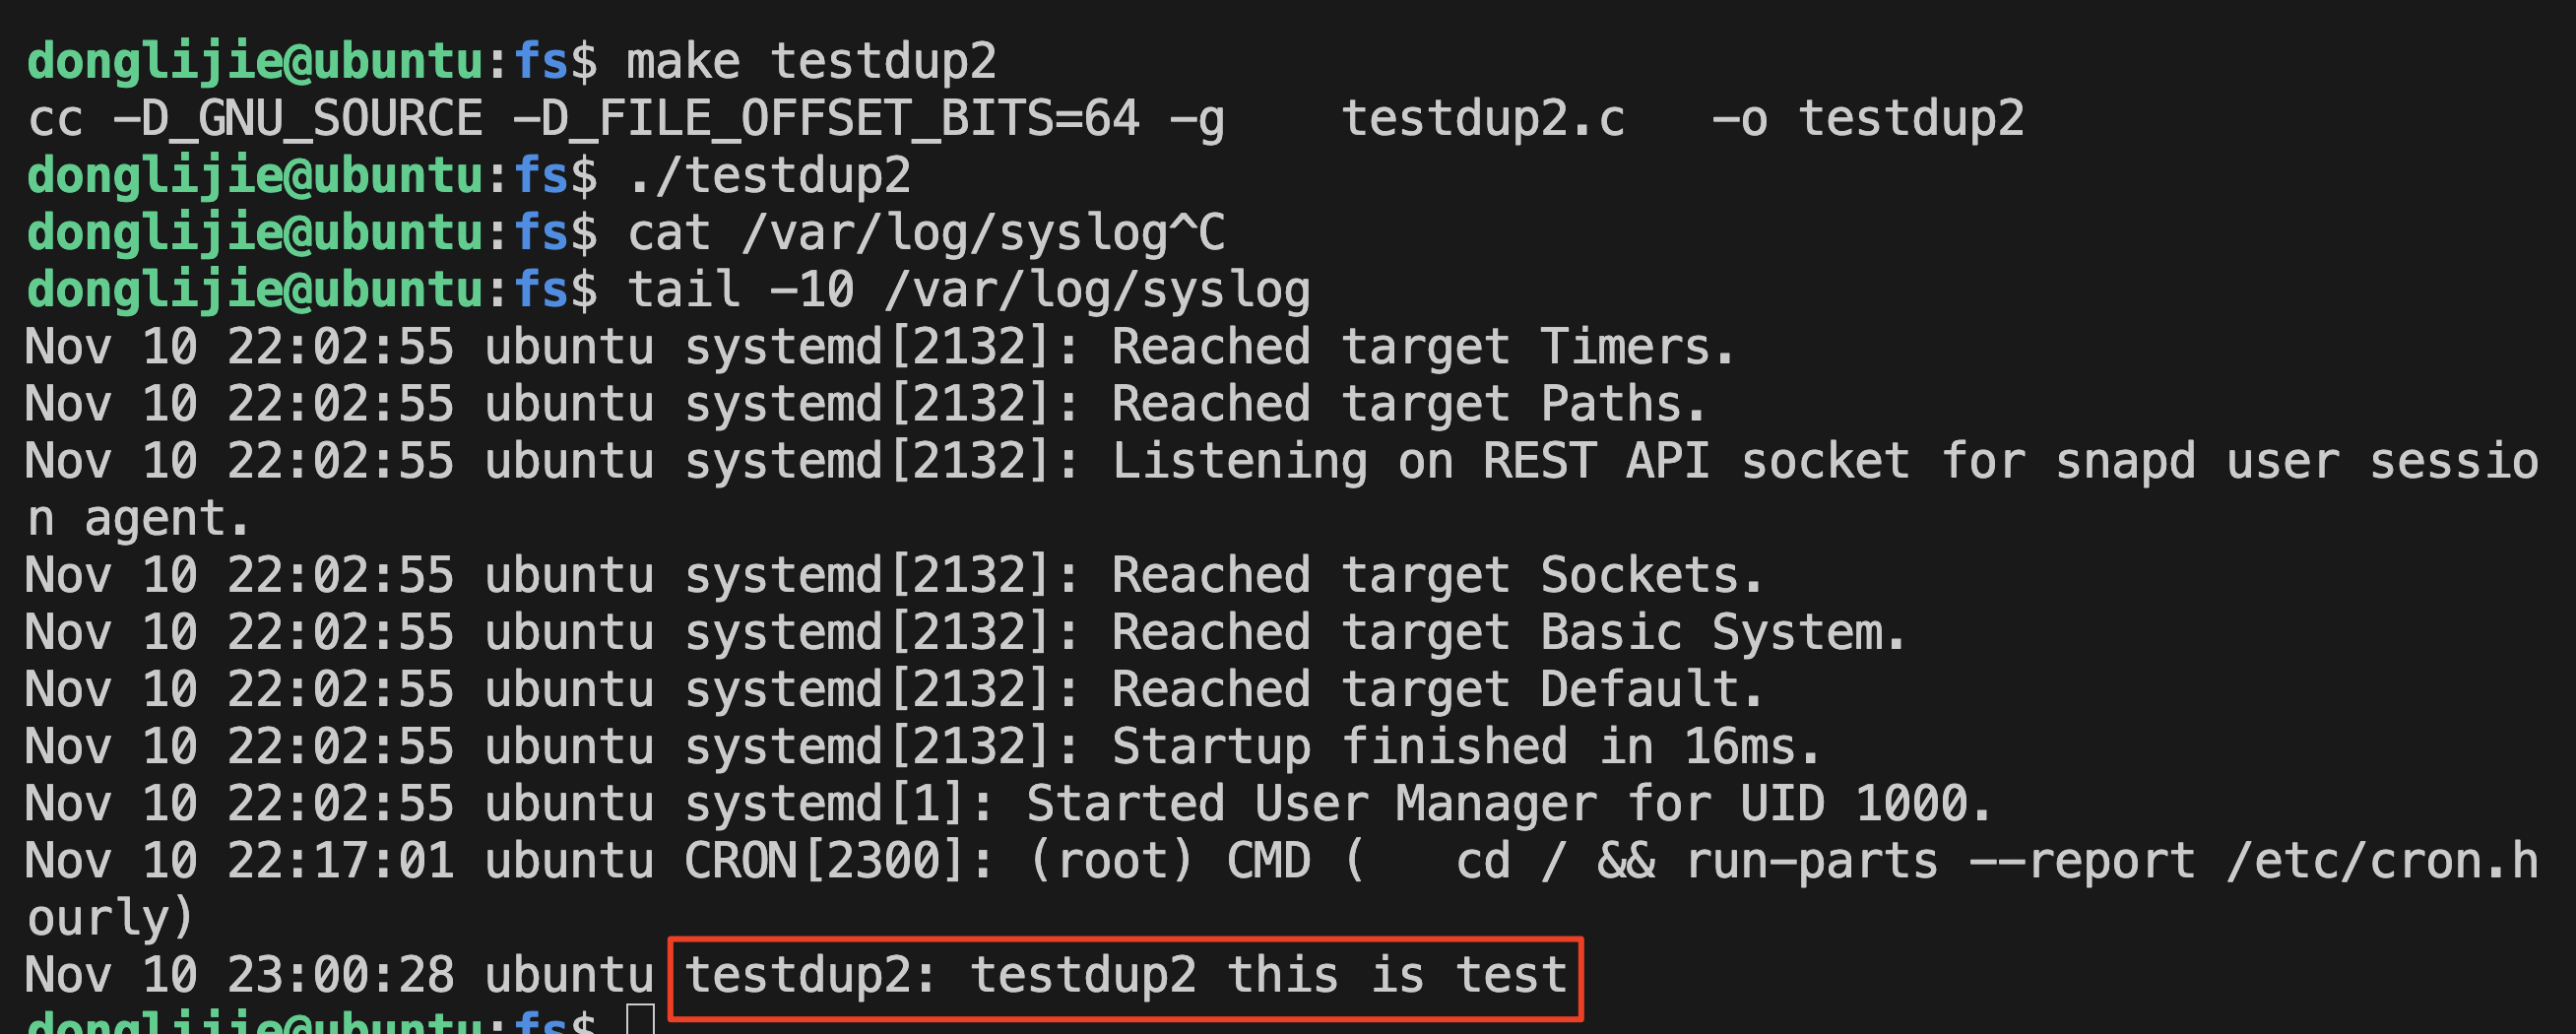 donglijie@ubuntu:fs$ make testdup2
cc -D_GNU_SOURCE -D_FILE_OFFSET_BITS=64 -g    testdup2.c   -o testdup2
donglijie@ubuntu:fs$ ./testdup2
donglijie@ubuntu:fs$ cat /var/log/syslog^C
donglijie@ubuntu:fs$ tail -10 /var/log/syslog
Nov 10 22:02:55 ubuntu systemd[2132]: Reached target Timers.
Nov 10 22:02:55 ubuntu systemd[2132]: Reached target Paths.
Nov 10 22:02:55 ubuntu systemd[2132]: Listening on REST API socket for snapd user sessio
n agent.
Nov 10 22:02:55 ubuntu systemd[2132]: Reached target Sockets.
Nov 10 22:02:55 ubuntu systemd[2132]: Reached target Basic System.
Nov 10 22:02:55 ubuntu systemd[2132]: Reached target Default.
Nov 10 22:02:55 ubuntu systemd[2132]: Startup finished in 16ms.
Nov 10 22:02:55 ubuntu systemd[1]: Started User Manager for UID 1000.
Nov 10 22:17:01 ubuntu CRON[2300]: (root) CMD (   cd / && run-parts --report /etc/cron.h
ourly)
Nov 10 23:00:28 ubuntu testdup2: testdup2 this is test
donglijie@ubuntu:fs$